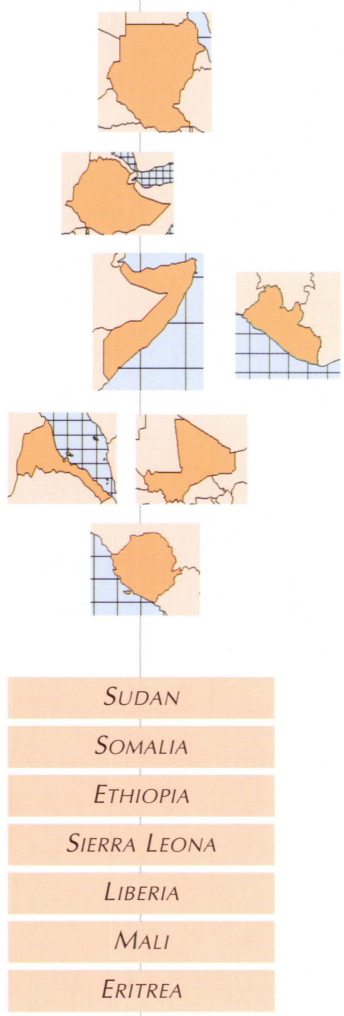 SUDAN
SOMALIA
ETHIOPIA
SIERRA LEONA
LIBERIA
MALI
ERITREA